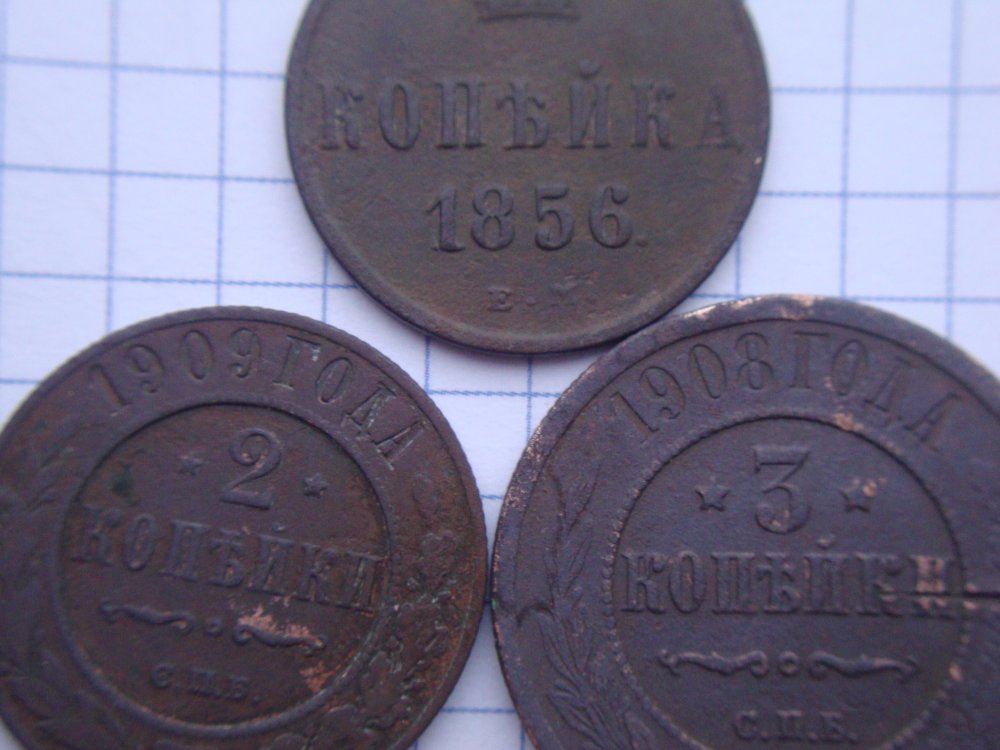 КОПѢЙКА
1856.
Е.М.
1909 ГОДА
2
КОПѢЙКИ
С.П.Б.
1908 ГОДА
3
КОПѢЙКИ
С.П.Б.